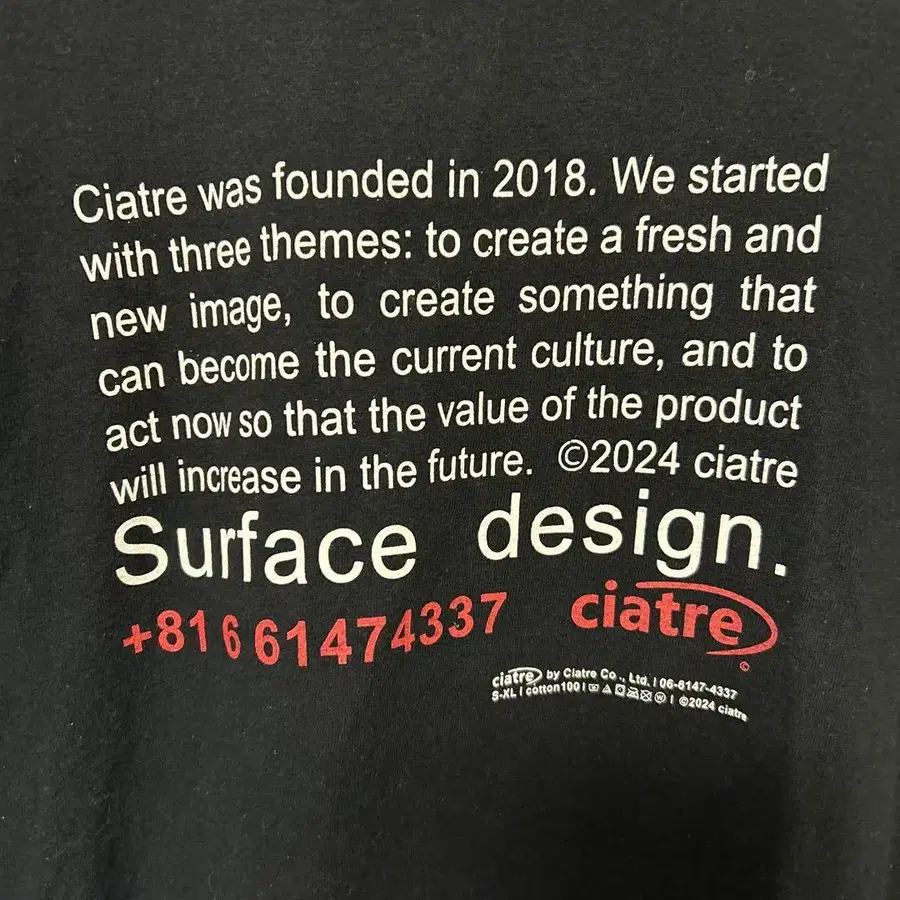 Ciatre was founded in 2018. We started
with three themes: to create a fresh and
new image, to create something that
can become the current culture, and to
act now so that the value of the product
will increase in the future. ©2024 ciatre
Surface design.
+81 6 61474337
ciatre
©
ciatre by Ciatre Co., Ltd. | 06-6147-4337
S-XL | cotton100 | | ©2024 ciatre